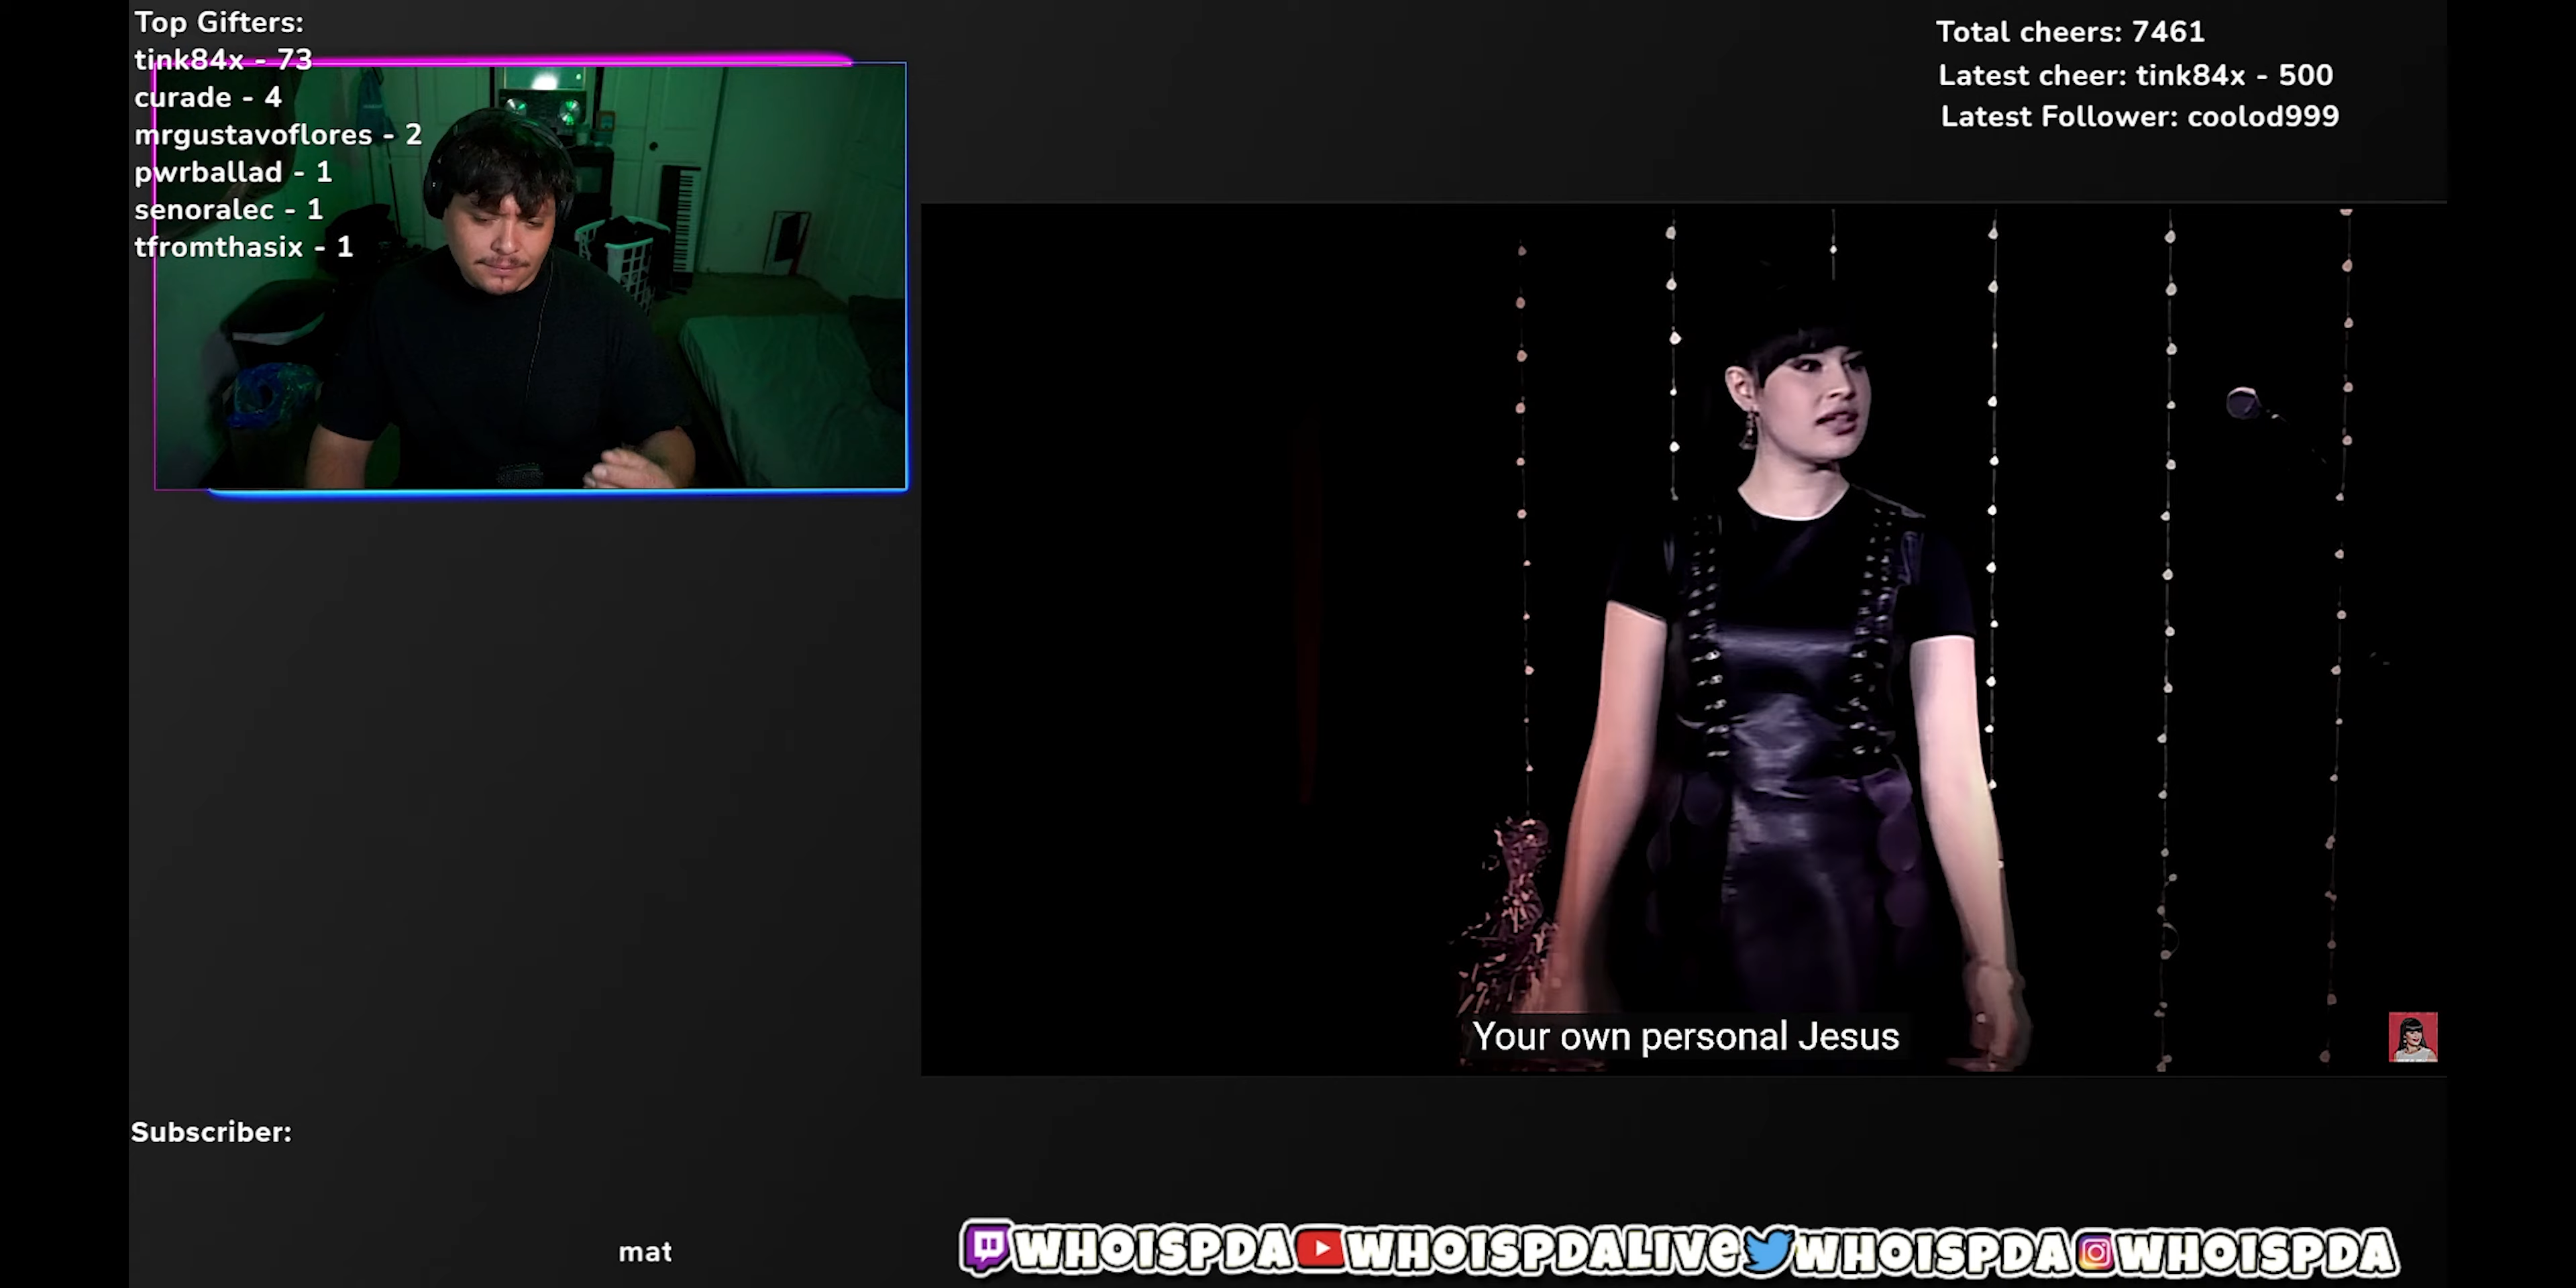 Top Gifters:
tink84x - 73
curade - 4
mrgustavoflores - 2
pwrballad - 1
senoralec - 1
tfromthasix - 1
Total cheers: 7461
Latest cheer: tink84x - 500
Latest Follower: coolod999
Your own personal Jesus
Subscriber:
mat
WHOISPDA WHOISPDALIVE WHOISPDA WHOISPDA